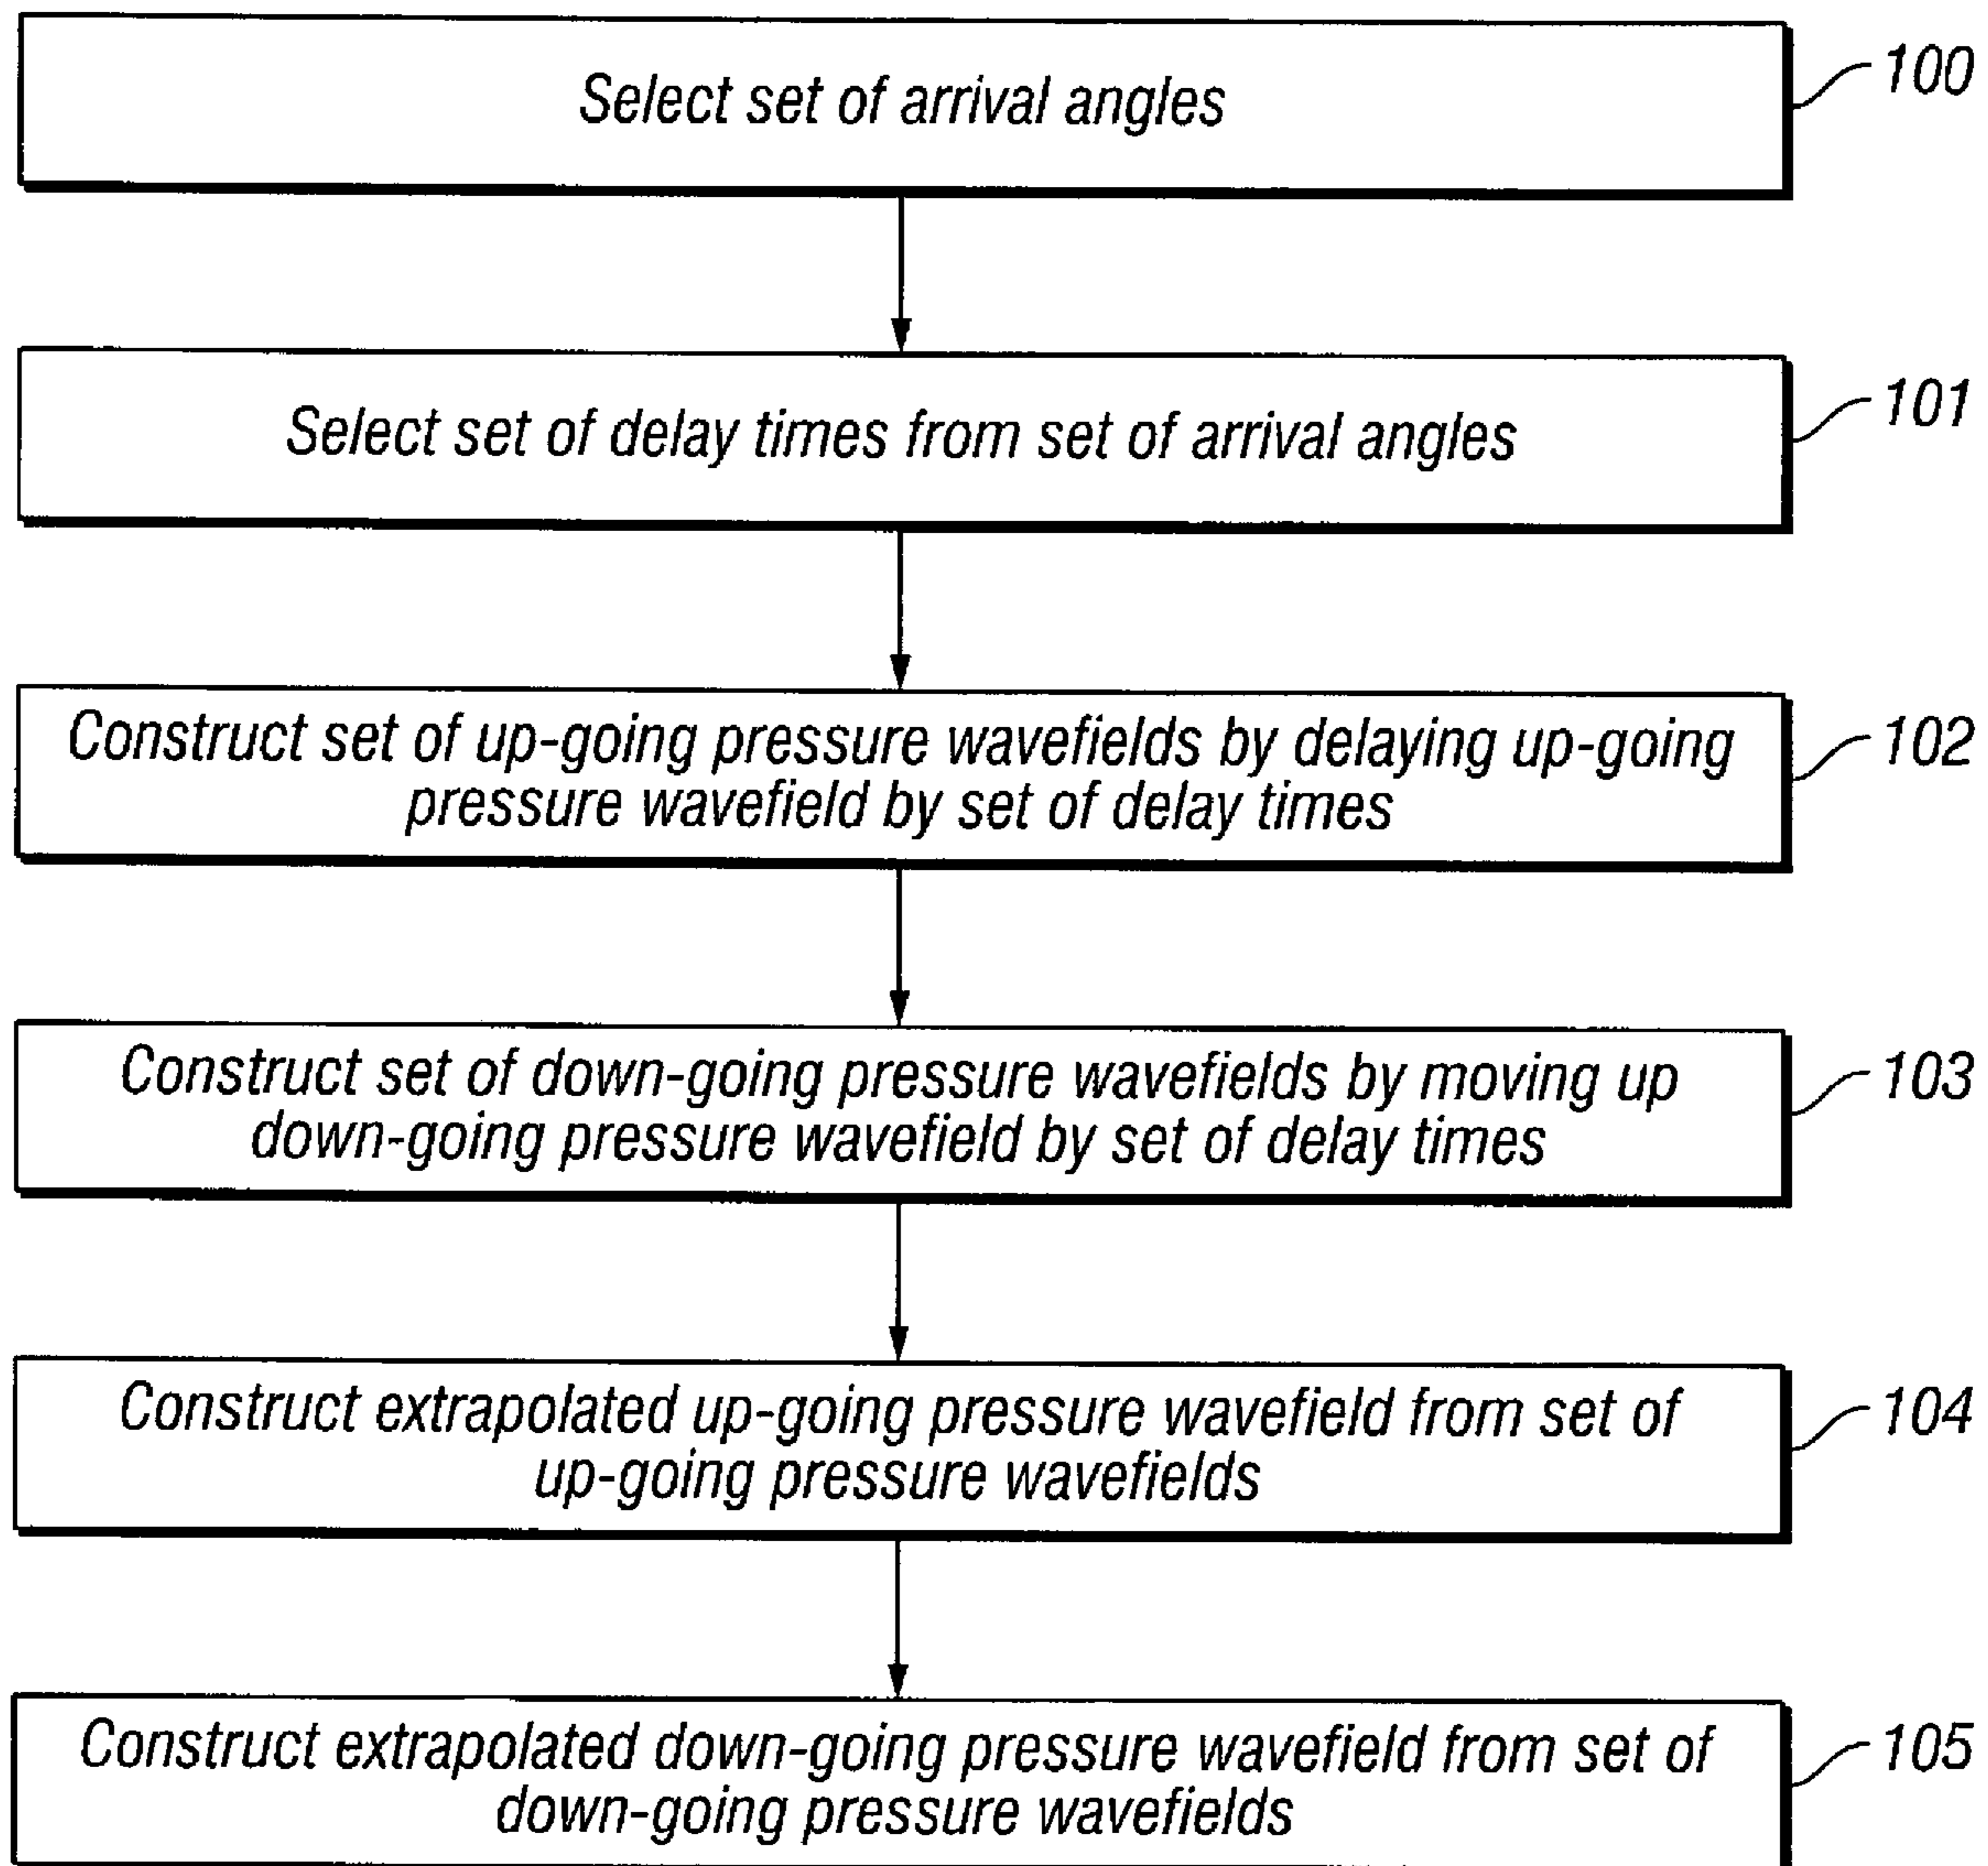 Select set of arrival angles
100
Select set of delay times from set of arrival angles
101
Construct set of up-going pressure wavefields by delaying up-going
pressure wavefield by set of delay times
102
Construct set of down-going pressure wavefields by moving up
down-going pressure wavefield by set of delay times
103
Construct extrapolated up-going pressure wavefield from set of
up-going pressure wavefields
104
Construct extrapolated down-going pressure wavefield from set of
down-going pressure wavefields
105